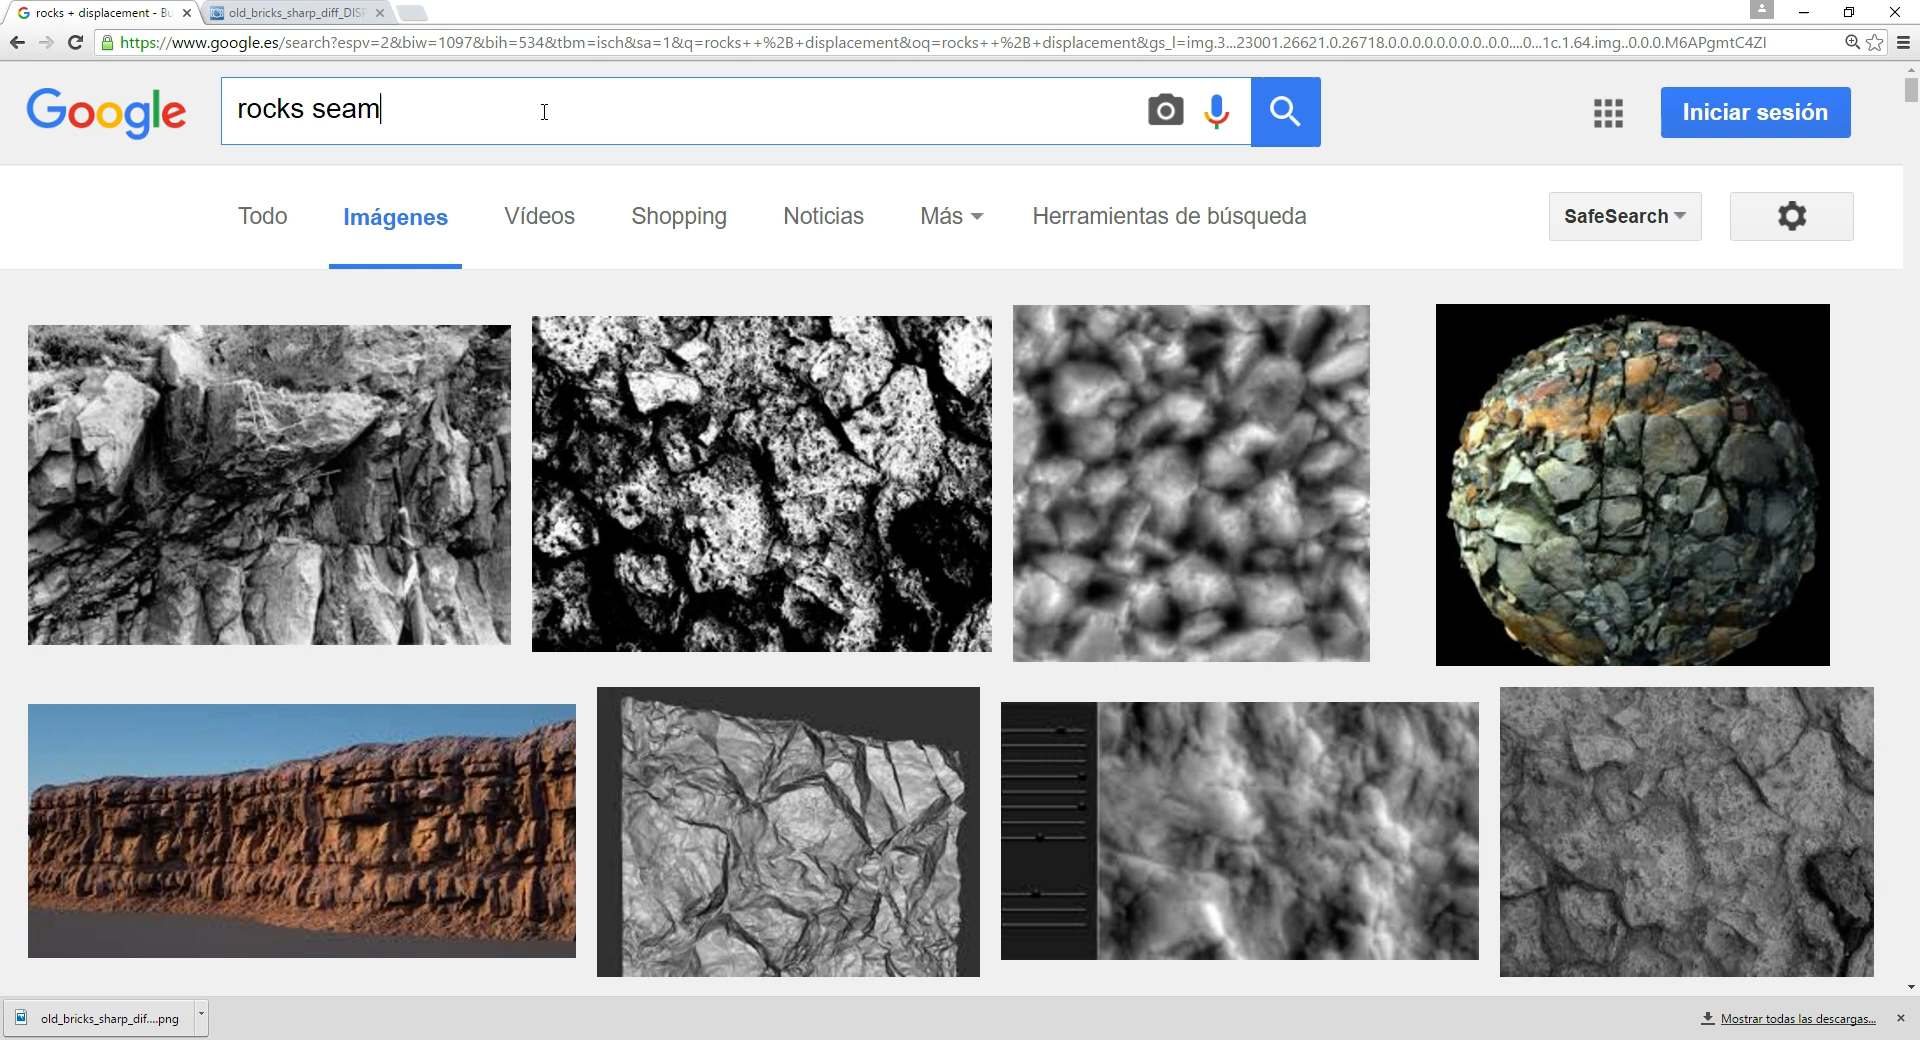 rocks + displacement - Bu
old_bricks_sharp_diff_DISP
https://www.google.es/search?espv=2&biw=1097&bih=534&tbm=isch&sa=1&q=rocks++%2B+displacement&oq=rocks++%2B+displacement&gs_l=img.3...23001.26621.0.26718.0.0.0.0.0.0.0.0..0.0....0...1c.1.64.img..0.0.0.M6APgmtC4ZI
Google
rocks seam
Iniciar sesión
Todo
Imágenes
Vídeos
Shopping
Noticias
Más
Herramientas de búsqueda
SafeSearch
old_bricks_sharp_dif....png
Mostrar todas las descargas...